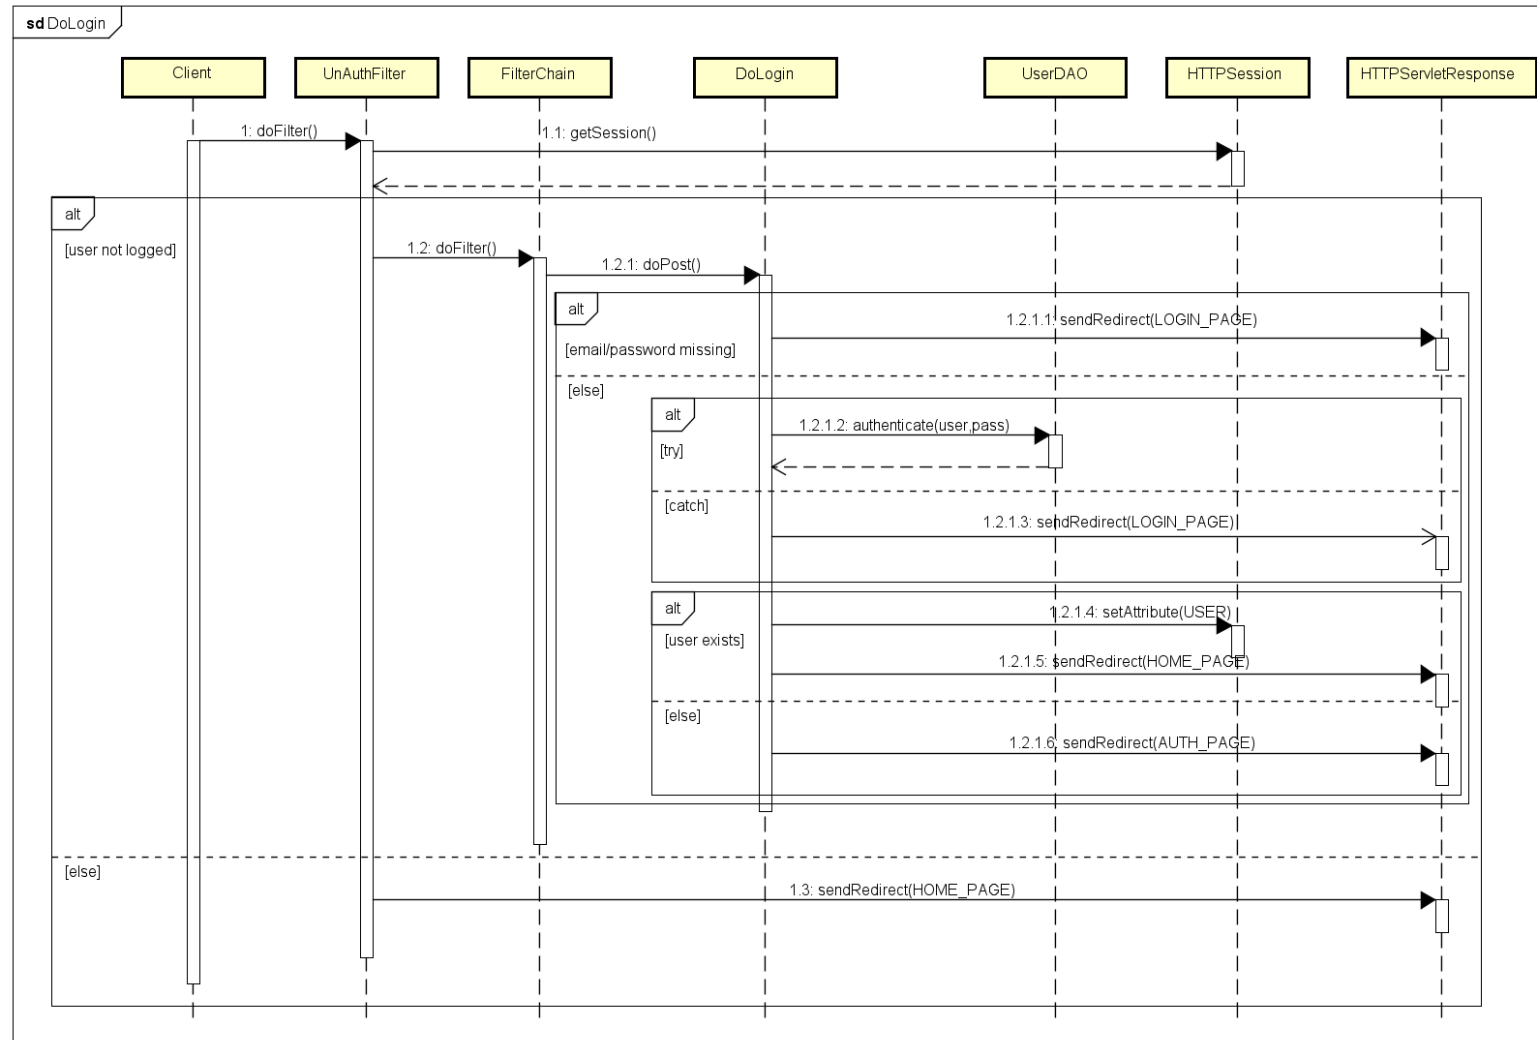 sd DoLogin
Client
UnAuthFilter
FilterChain
DoLogin
UserDAO
HTTPSession
HTTPServletResponse
1: doFilter()
1.1: getSession()
alt
[user not logged]
1.2: doFilter()
1.2.1: doPost()
alt
1.2.1.1: sendRedirect(LOGIN_PAGE)
[email/password missing]
[else]
alt
1.2.1.2: authenticate(user,pass)
[try]
[catch]
1.2.1.3: sendRedirect(LOGIN_PAGE)
alt
1.2.1.4: setAttribute(USER)
[user exists]
1.2.1.5: sendRedirect(HOME_PAGE)
[else]
1.2.1.6: sendRedirect(AUTH_PAGE)
[else]
1.3: sendRedirect(HOME_PAGE)